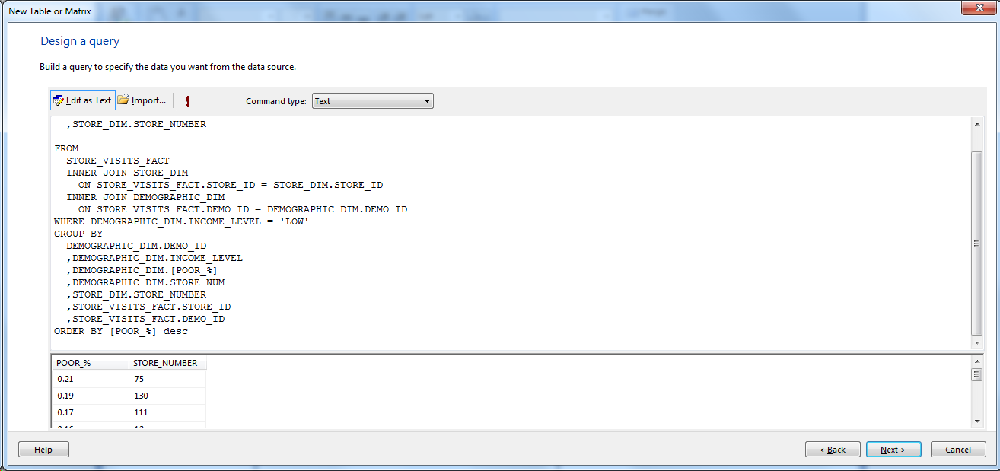 New Table or Matrix
Design a query
Build a query to specify the data you want from the data source.
Edit as Text Import... Command type: Text
,STORE_DIM.STORE_NUMBER
FROM
STORE_VISITS_FACT
INNER JOIN STORE_DIM
ON STORE_VISITS_FACT.STORE_ID = STORE_DIM.STORE_ID
INNER JOIN DEMOGRAPHIC_DIM
ON STORE_VISITS_FACT.DEMO_ID = DEMOGRAPHIC_DIM.DEMO_ID
WHERE DEMOGRAPHIC_DIM.INCOME_LEVEL = 'LOW'
GROUP BY
DEMOGRAPHIC_DIM.DEMO_ID
,DEMOGRAPHIC_DIM.INCOME_LEVEL
,DEMOGRAPHIC_DIM.[POOR_%]
,DEMOGRAPHIC_DIM.STORE_NUM
,STORE_DIM.STORE_NUMBER
,STORE_VISITS_FACT.STORE_ID
,STORE_VISITS_FACT.DEMO_ID
ORDER BY [POOR_%] desc
POOR_% STORE_NUMBER
0.21 75
0.19 130
0.17 111
Help < Back Next > Cancel